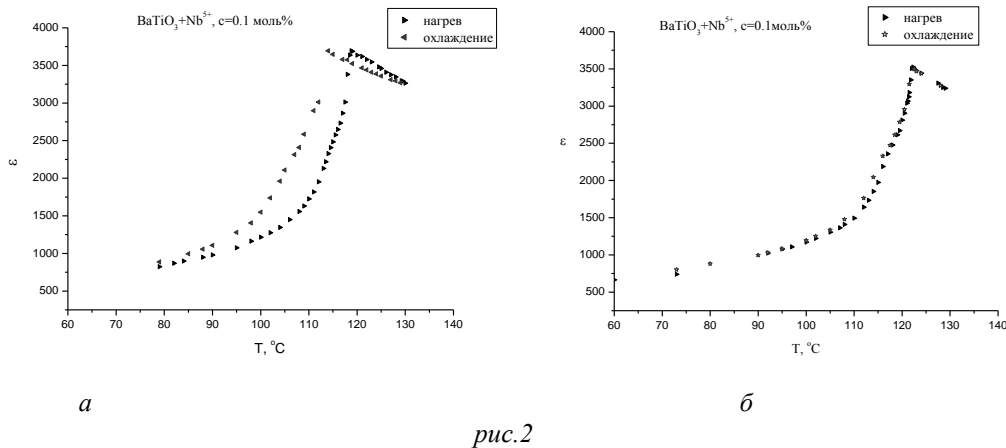 BaTiO3+Nb5+, c=0.1 моль%
нагрев
охлаждение
4000
3500
3000
2500
2000
1500
1000
500
ε
60 70 80 90 100 110 120 130 140
T, °C
а
BaTiO3+Nb5+, c=0.1моль%
нагрев
охлаждение
4000
3500
3000
2500
2000
1500
1000
500
ε
60 70 80 90 100 110 120 130 140
T, °C
б
рис.2